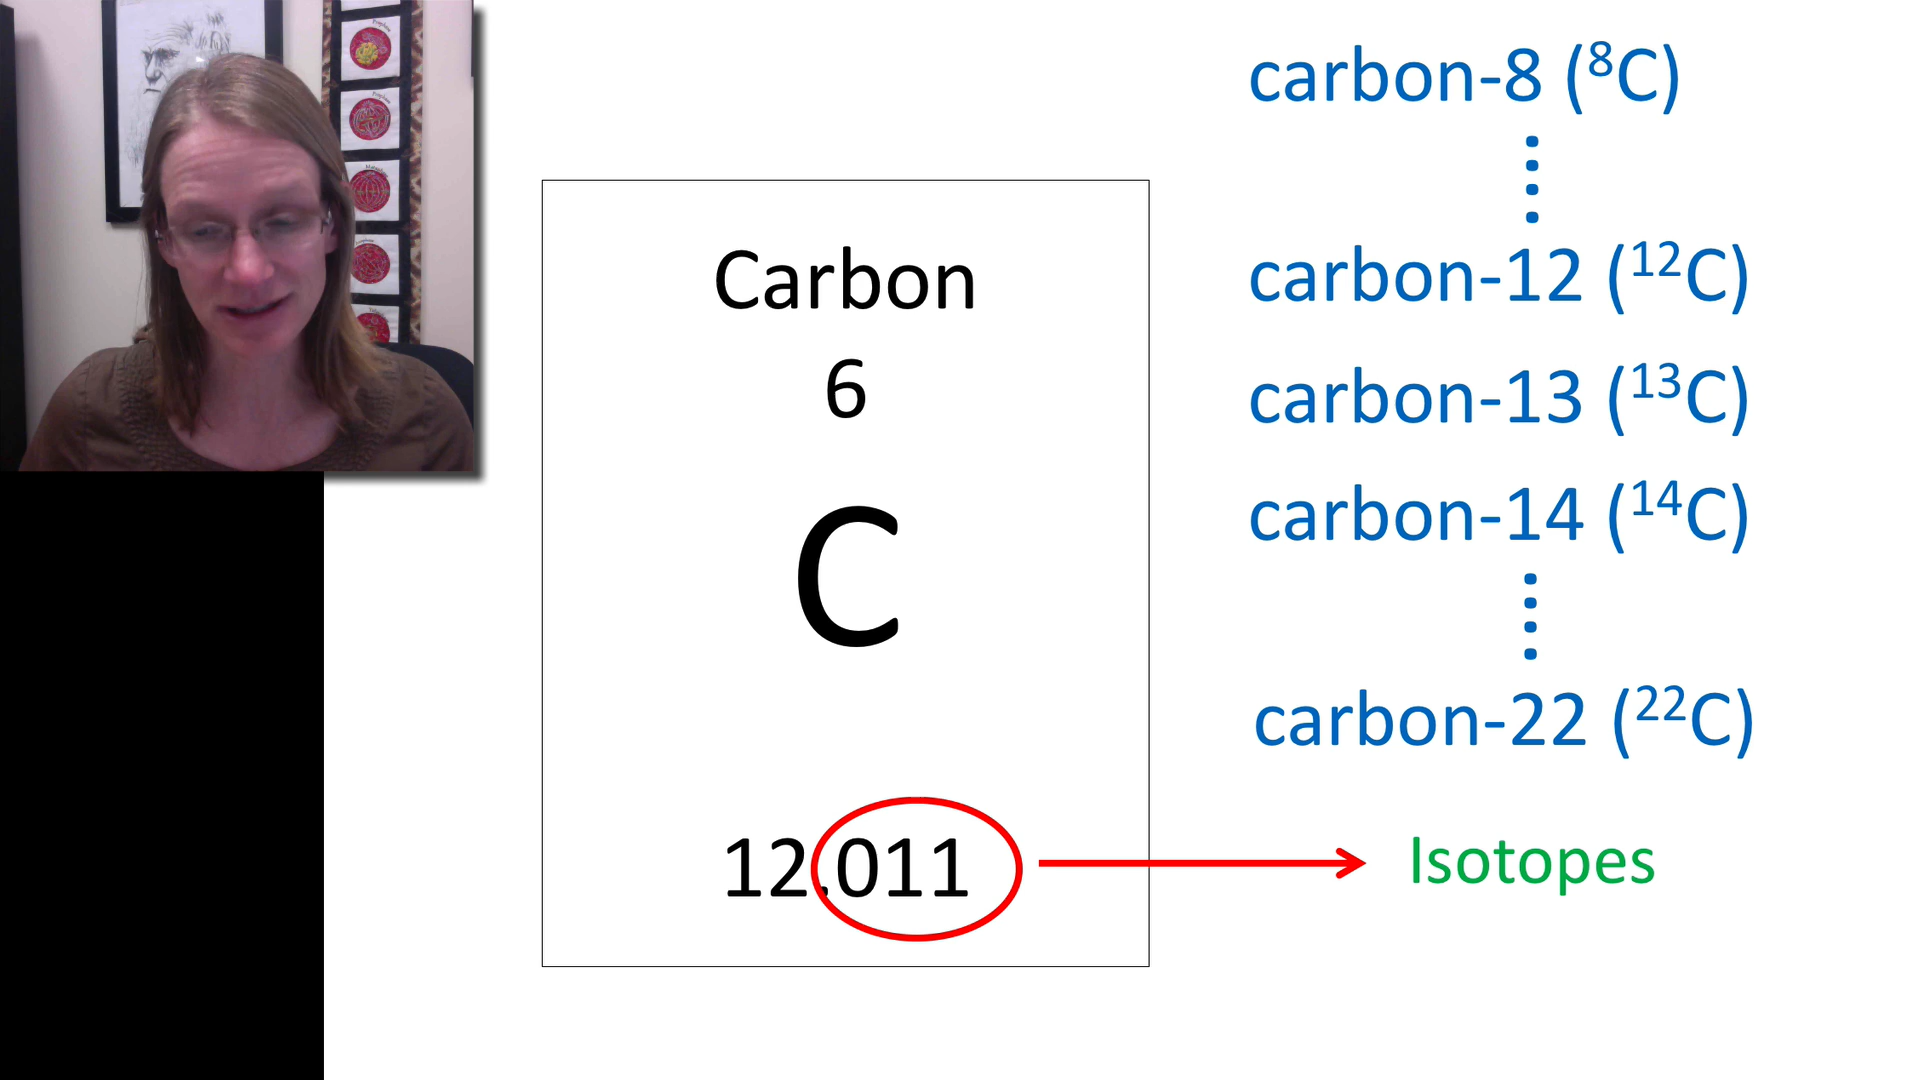 Carbon
6
C
12.011
carbon-8 (⁸C)
carbon-12 (¹²C)
carbon-13 (¹³C)
carbon-14 (¹⁴C)
carbon-22 (²²C)
Isotopes